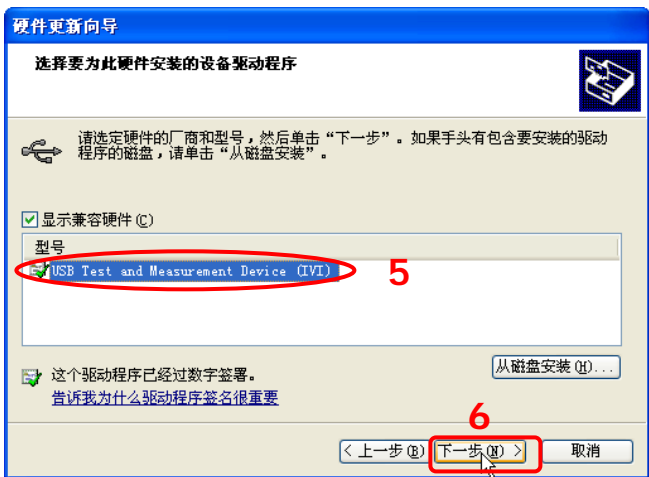 硬件更新向导
选择要为此硬件安装的设备驱动程序
请选定硬件的厂商和型号，然后单击“下一步”。如果手头有包含要安装的驱动
程序的磁盘，请单击“从磁盘安装”。
显示兼容硬件(C)
型号
USB Test and Measurement Device (IVI)
5
从磁盘安装(H)...
这个驱动程序已经过数字签署。
告诉我为什么驱动程序签名很重要
6
< 上一步(B)
下一步(N) >
取消